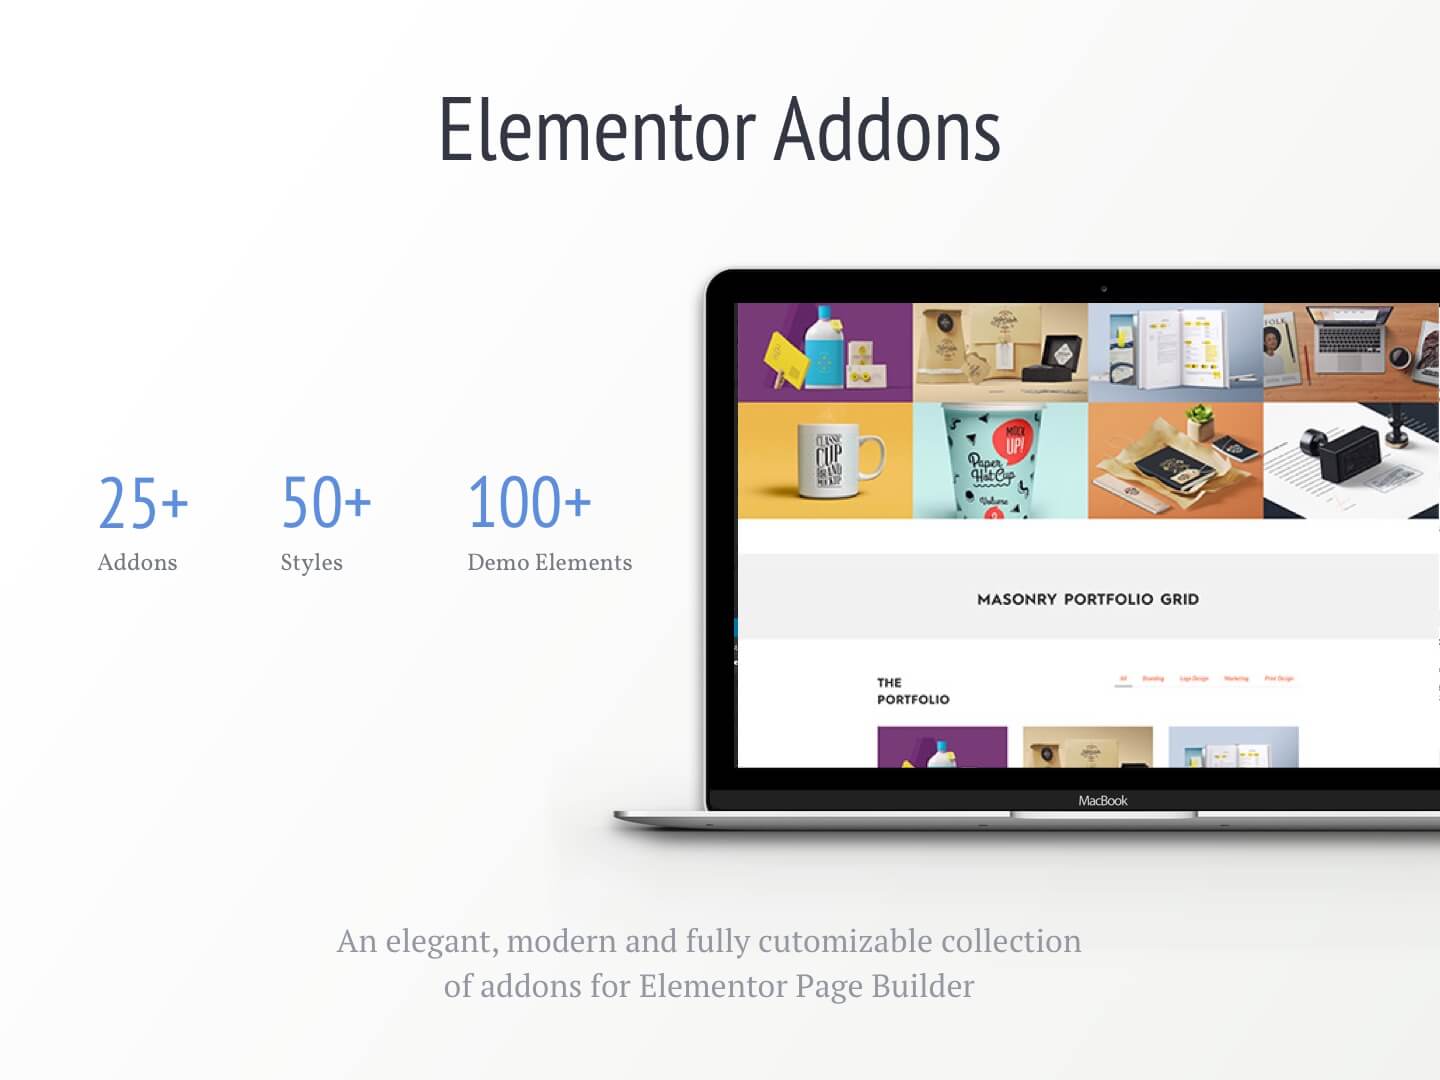 Elementor Addons
25+
Addons
50+
Styles
100+
Demo Elements
FOLK
CLASSIC
CUP
BRAND
MOCKUP
MOCK
UP!
Paper
Hot Cup
Volume
MASONRY PORTFOLIO GRID
THE
PORTFOLIO
All Branding Logo Design Marketing Print Design
MacBook
An elegant, modern and fully cutomizable collection
of addons for Elementor Page Builder